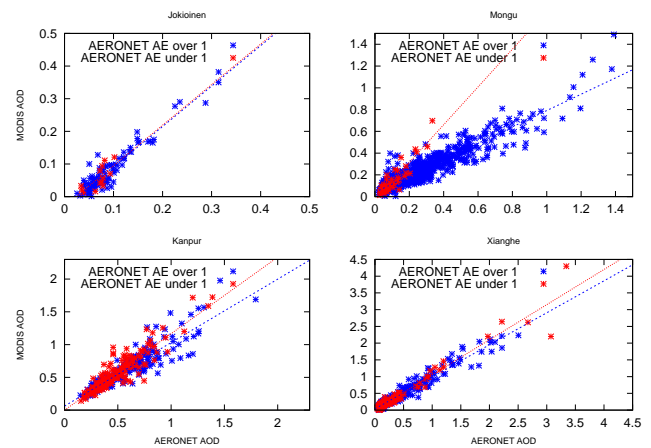 Jokioinen
Mongu
MODIS AOD
0.5
0.4
0.3
0.2
0.1
0
AERONET AE over 1
AERONET AE under 1
0 0.1 0.2 0.3 0.4 0.5
1.4
1.2
1
0.8
0.6
0.4
0.2
0
AERONET AE over 1
AERONET AE under 1
0 0.2 0.4 0.6 0.8 1 1.2 1.4
Kanpur
Xianghe
MODIS AOD
2
1.5
1
0.5
0
AERONET AE over 1
AERONET AE under 1
0 0.5 1 1.5 2
AERONET AOD
4.5
4
3.5
3
2.5
2
1.5
1
0.5
0
AERONET AE over 1
AERONET AE under 1
0 0.5 1 1.5 2 2.5 3 3.5 4 4.5
AERONET AOD